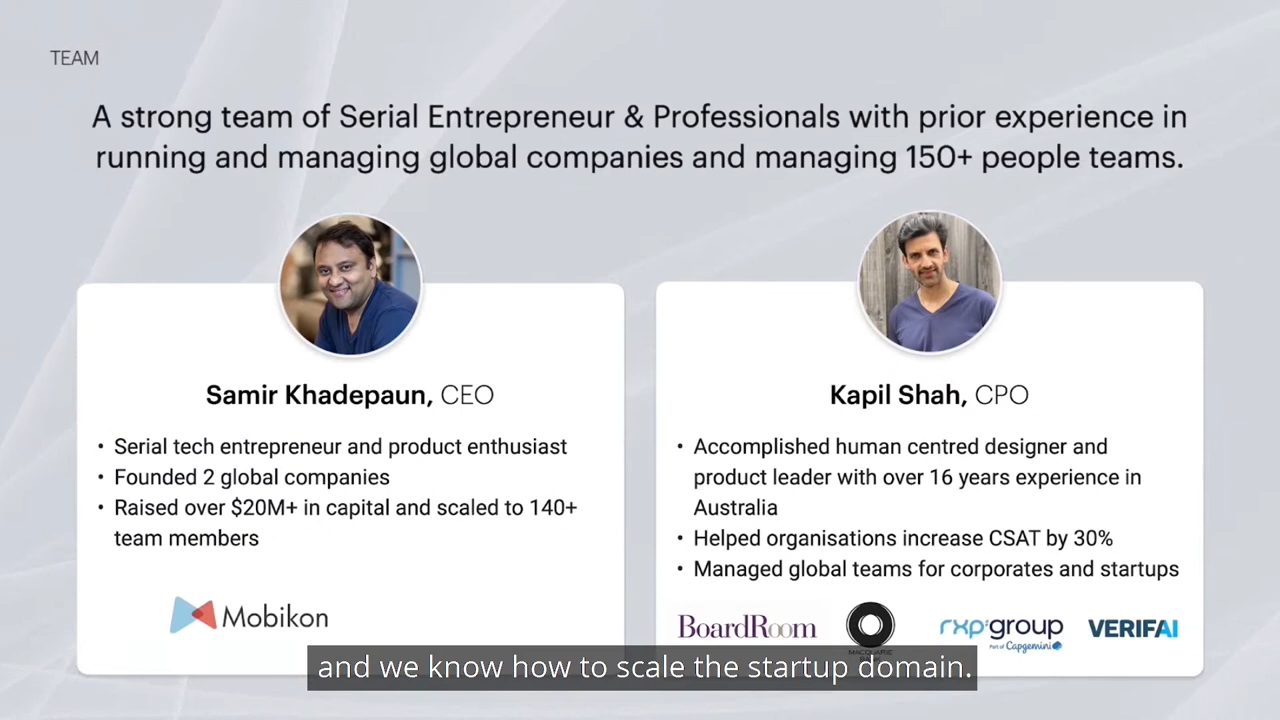 TEAM
A strong team of Serial Entrepreneur & Professionals with prior experience in
running and managing global companies and managing 150+ people teams.
Samir Khadepaun, CEO
• Serial tech entrepreneur and product enthusiast
• Founded 2 global companies
• Raised over $20M+ in capital and scaled to 140+
team members
Mobikon
Kapil Shah, CPO
• Accomplished human centred designer and
product leader with over 16 years experience in
Australia
• Helped organisations increase CSAT by 30%
• Managed global teams for corporates and startups
BoardRoom
rxp:group
Part of Capgemini
VERIFAI
and we know how to scale the startup domain.